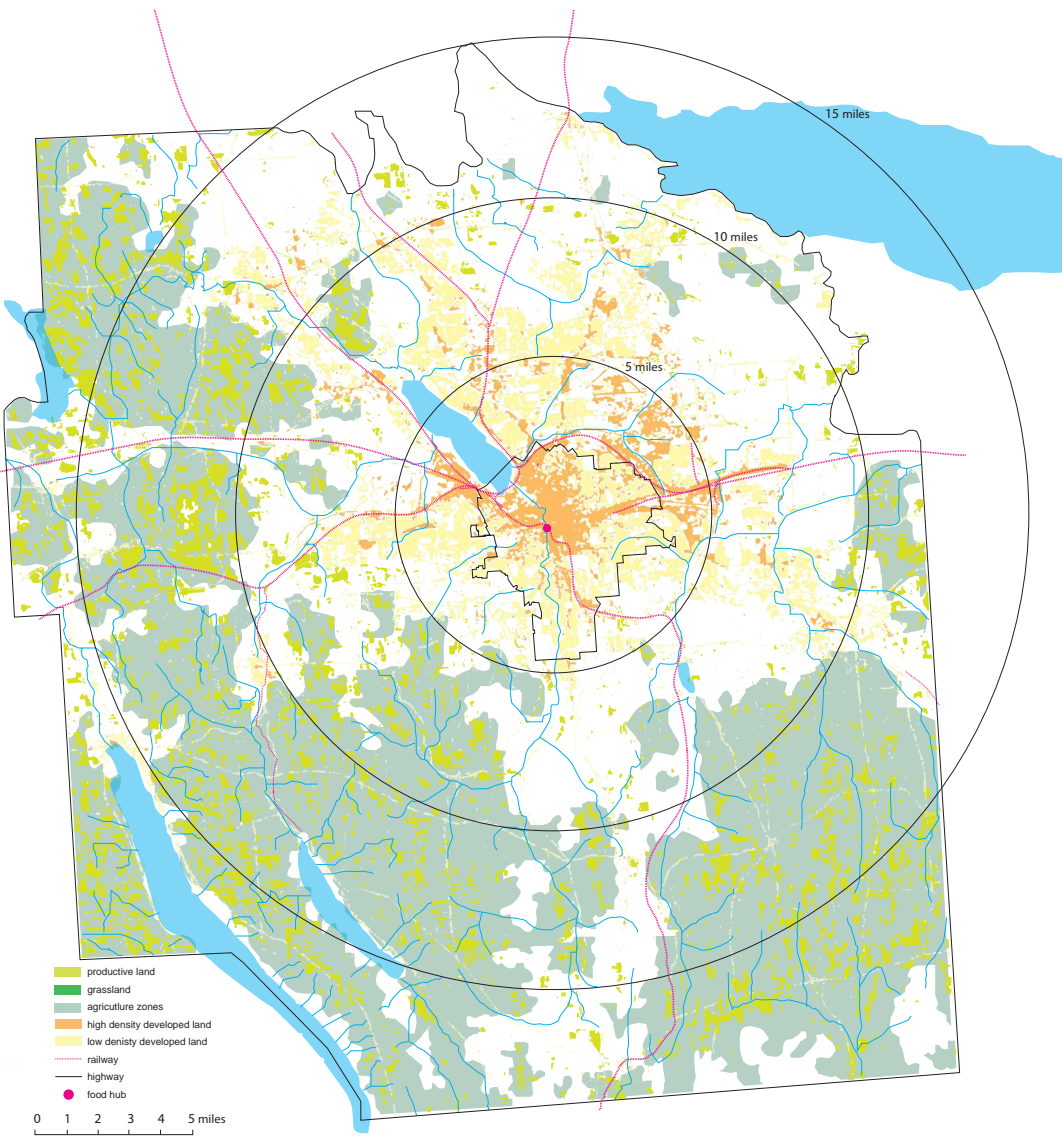 15 miles
10 miles
5 miles
productive land
grassland
agricutlure zones
high density developed land
low denisty developed land
railway
highway
food hub
0 1 2 3 4 5 miles